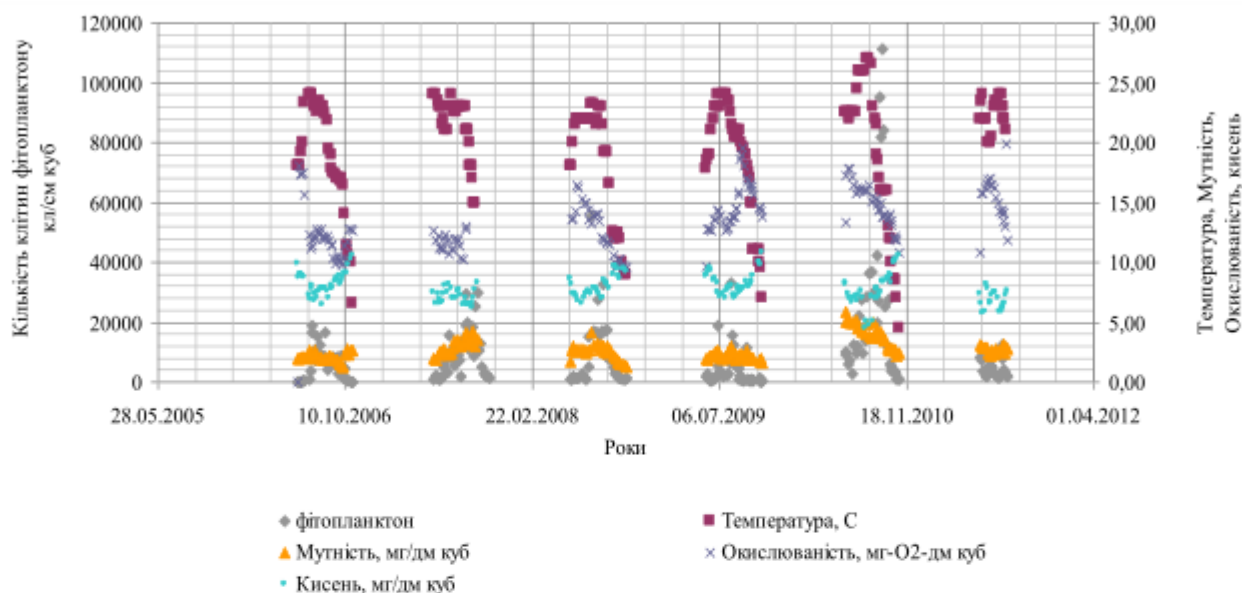 Кількість клітин фітопланктону
кл/см куб
120000
100000
80000
60000
40000
20000
0
30,00
25,00
20,00
15,00
10,00
5,00
0,00
Температура, Мутність,
Окислюваність, кисень
28.05.2005
10.10.2006
22.02.2008
06.07.2009
18.11.2010
01.04.2012
Роки
фітопланктон
Температура, С
Мутність, мг/дм куб
Окислюваність, мг-О2-дм куб
Кисень, мг/дм куб